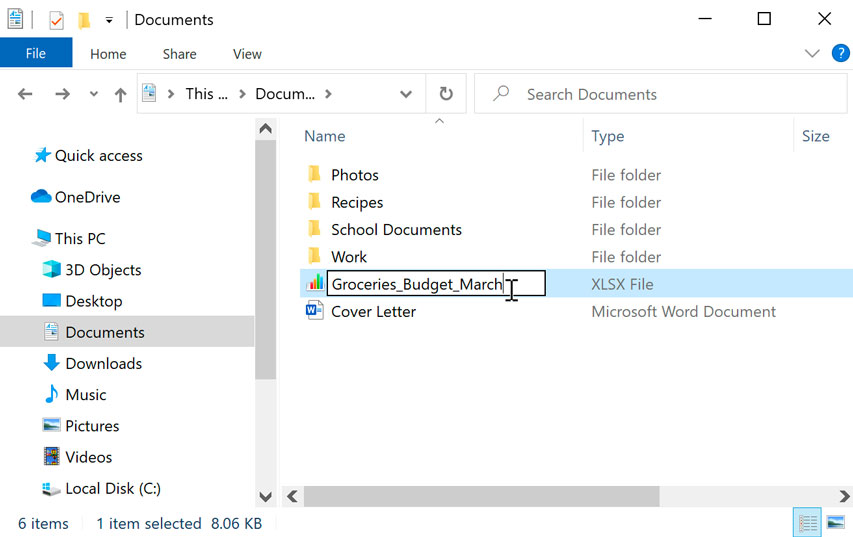 Documents
File Home Share View ?
This ... Docum... Search Documents
Name Type Size
Quick access
OneDrive
This PC
3D Objects
Desktop
Documents
Downloads
Music
Pictures
Videos
Local Disk (C:)
Photos File folder
Recipes File folder
School Documents File folder
Work File folder
Groceries_Budget_March XLSX File
W Cover Letter Microsoft Word Document
6 items 1 item selected 8.06 KB